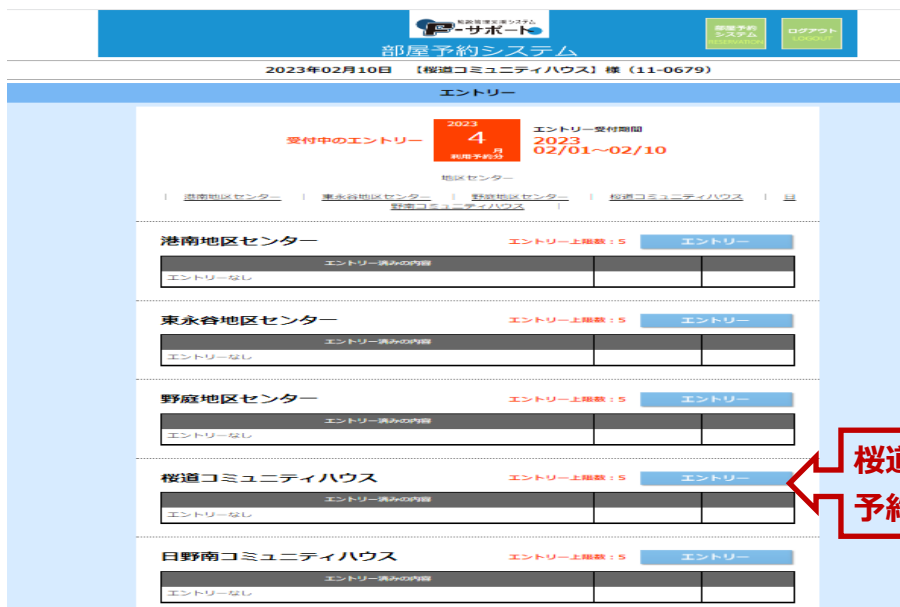 施設管理支援システム
F-サポート
部屋予約システム
部屋予約
システム
RESERVATION
ログアウト
LOGOUT
2023年02月10日 【桜道コミュニティハウス】様（11-0679）
エントリー
受付中のエントリー
2023
4
月
利用予約分
エントリー受付期間
2023
02/01～02/10
地区センター
| 港南地区センター | 東永谷地区センター | 野庭地区センター | 桜道コミュニティハウス | 日
野南コミュニティハウス |
港南地区センター エントリー上限数：5 エントリー
エントリー済みの内容
エントリーなし
東永谷地区センター エントリー上限数：5 エントリー
エントリー済みの内容
エントリーなし
野庭地区センター エントリー上限数：5 エントリー
エントリー済みの内容
エントリーなし
桜道コミュニティハウス エントリー上限数：5 エントリー
エントリー済みの内容
エントリーなし
桜道
予約
日野南コミュニティハウス エントリー上限数：5 エントリー
エントリー済みの内容
エントリーなし